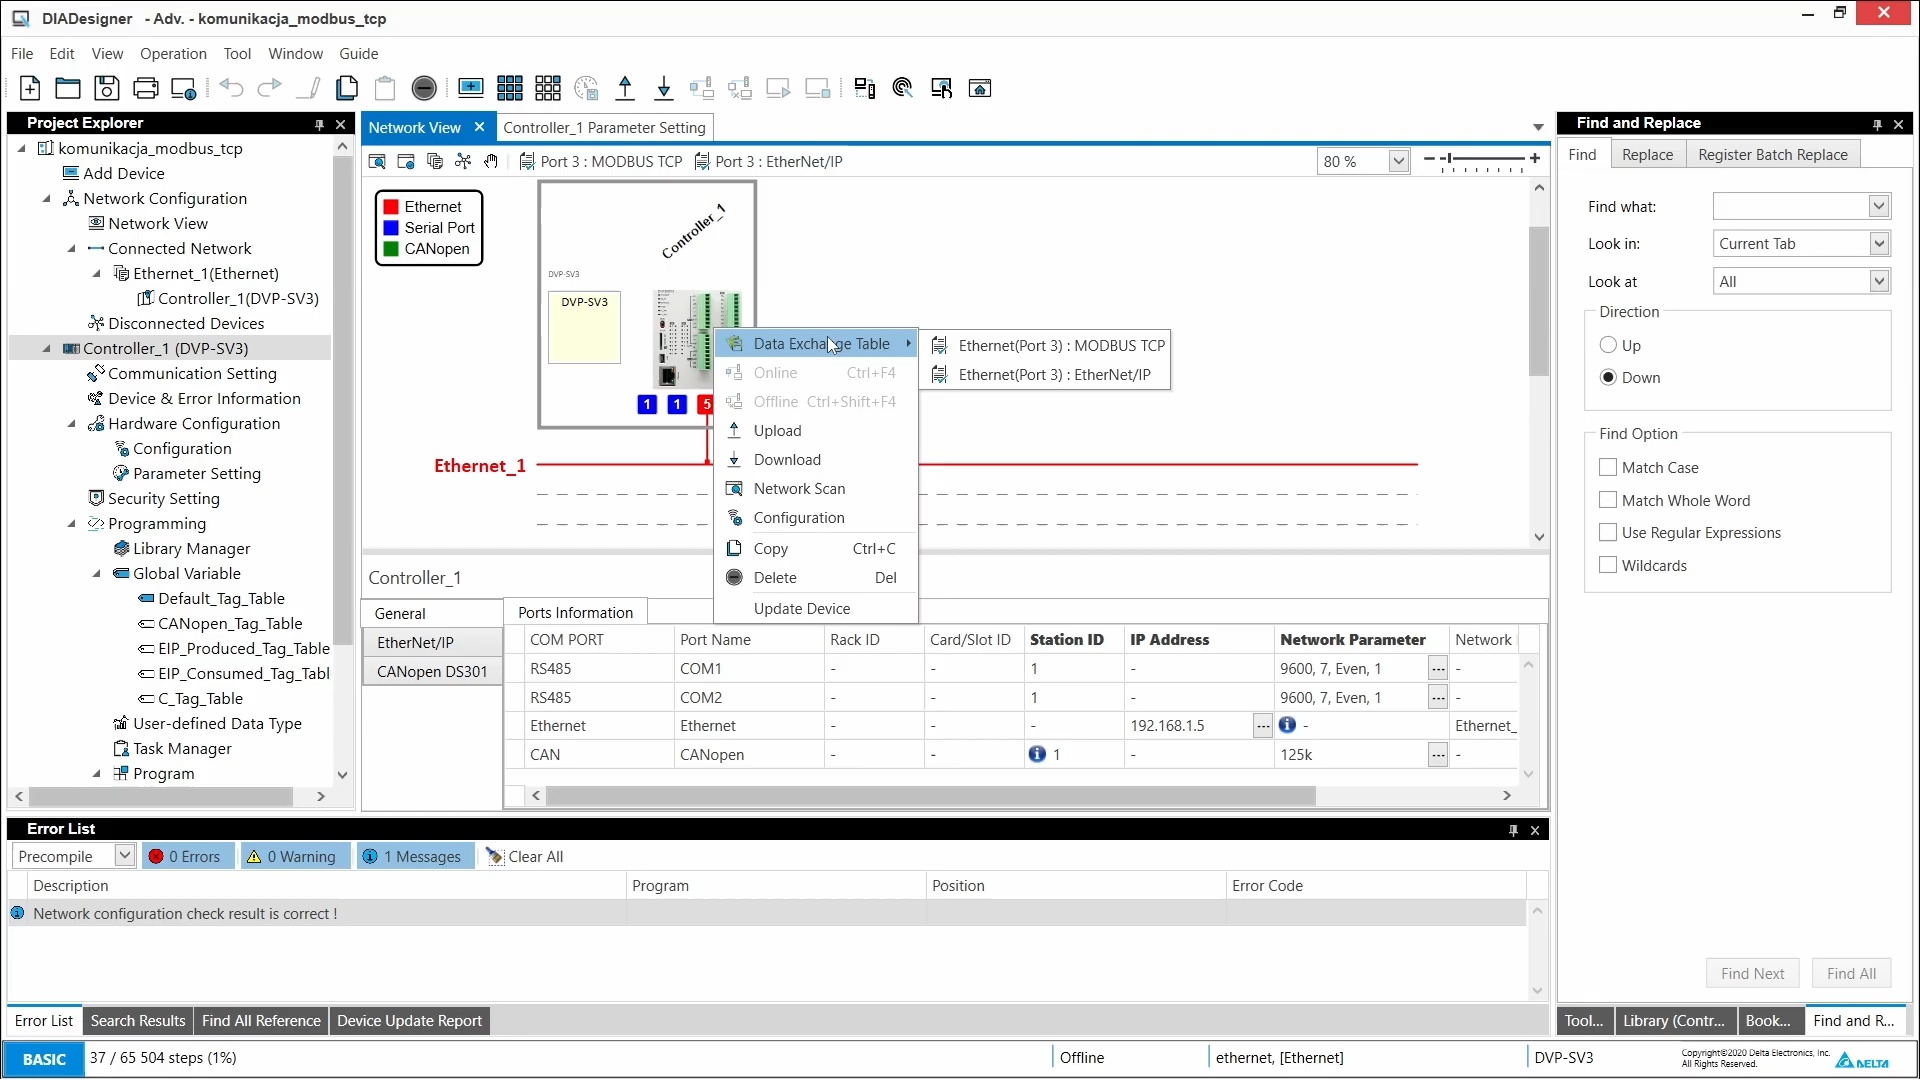 DIADesigner - Adv. - komunikacja_modbus_tcp
File Edit View Operation Tool Window Guide
Project Explorer
komunikacja_modbus_tcp
Add Device
Network Configuration
Network View
Connected Network
Ethernet_1(Ethernet)
Controller_1(DVP-SV3)
Disconnected Devices
Controller_1 (DVP-SV3)
Communication Setting
Device & Error Information
Hardware Configuration
Configuration
Parameter Setting
Security Setting
Programming
Library Manager
Global Variable
Default_Tag_Table
CANopen_Tag_Table
EIP_Produced_Tag_Table
EIP_Consumed_Tag_Tabl
C_Tag_Table
User-defined Data Type
Task Manager
Program
Network View Controller_1 Parameter Setting
Port 3 : MODBUS TCP Port 3 : EtherNet/IP 80 %
Ethernet
Serial Port
CANopen
Controller_1
DVP-SV3
DVP-SV3
1 1 5
Ethernet_1
Data Exchange Table
Online Ctrl+F4
Offline Ctrl+Shift+F4
Upload
Download
Network Scan
Configuration
Copy Ctrl+C
Delete Del
Update Device
Ethernet(Port 3) : MODBUS TCP
Ethernet(Port 3) : EtherNet/IP
Controller_1
General
EtherNet/IP
CANopen DS301
Ports Information
COM PORT Port Name Rack ID Card/Slot ID Station ID IP Address Network Parameter Network
RS485 COM1 - - 1 - 9600, 7, Even, 1 ... -
RS485 COM2 - - 1 - 9600, 7, Even, 1 ... -
Ethernet Ethernet - - - 192.168.1.5 ... - Ethernet_
CAN CANopen - - 1 - 125k ... -
Find and Replace
Find Replace Register Batch Replace
Find what:
Look in: Current Tab
Look at All
Direction
Up
Down
Find Option
Match Case
Match Whole Word
Use Regular Expressions
Wildcards
Find Next Find All
Tool... Library (Contr... Book... Find and R...
Error List
Precompile 0 Errors 0 Warning 1 Messages Clear All
Description Program Position Error Code
Network configuration check result is correct !
Error List Search Results Find All Reference Device Update Report
BASIC 37 / 65 504 steps (1%) Offline ethernet, [Ethernet] DVP-SV3
Copyright©2020 Delta Electronics, Inc.
All Rights Reserved.
DELTA